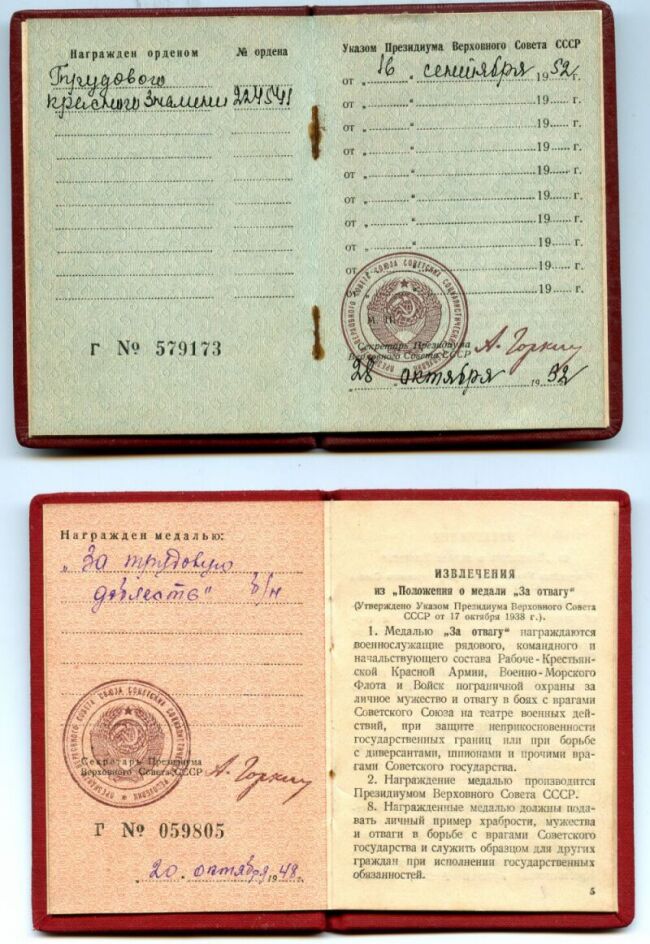 Награжден орденом № ордена
Трудового
красного Знамени 224541
Г № 579173
Указом Президиума Верховного Совета СССР
от „16“ сентября 1952 г.
от „ “ 19 г.
от „ “ 19 г.
от „ “ 19 г.
от „ “ 19 г.
от „ “ 19 г.
от „ “ 19 г.
от „ “ 19 г.
от 19 г.
19 г.
М. П.
Секретарь Президиума
Верховного Совета СССР А. Горкин
28 октября 1952
Награжден медалью:
„За трудовую
доблесть“ б/н
Секретарь Президиума
Верховного Совета СССР А. Горкин
Г № 059805
„20“ октября 1948
ИЗВЛЕЧЕНИЯ
из „Положения о медали „За отвагу“
(Утверждено Указом Президиума Верховного Совета
СССР от 17 октября 1938 г.).
1. Медалью „За отвагу“ награждаются
военнослужащие рядового, командного и
начальствующего состава Рабоче-Крестьян-
ской Красной Армии, Военно-Морского
Флота и Войск пограничной охраны за
личное мужество и отвагу в боях с врагами
Советского Союза на театре военных дей-
ствий, при защите неприкосновенности
государственных границ или при борьбе
с диверсантами, шпионами и прочими вра-
гами Советского государства.
2. Награждение медалью производится
Президиумом Верховного Совета СССР.
8. Награжденные медалью должны пода-
вать личный пример храбрости, мужества
и отваги в борьбе с врагами Советского
государства и служить образцом для других
граждан при исполнении государственных
обязанностей.
5